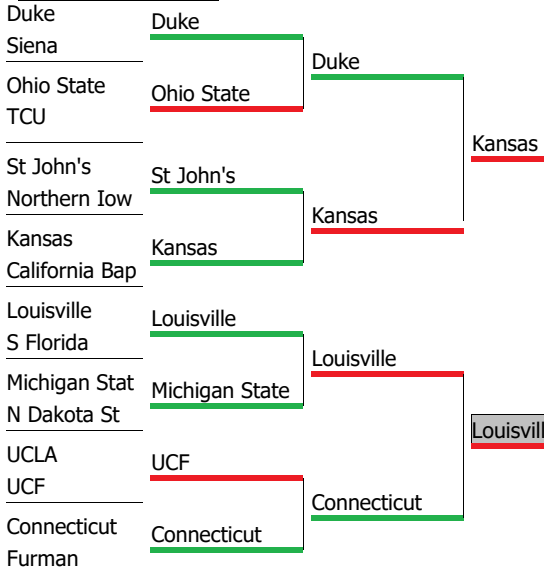 Duke
Siena
Ohio State
TCU
St John's
Northern Iow
Kansas
California Bap
Louisville
S Florida
Michigan Stat
N Dakota St
UCLA
UCF
Connecticut
Furman
Duke
Ohio State
St John's
Kansas
Louisville
Michigan State
UCF
Connecticut
Duke
Kansas
Louisville
Connecticut
Kansas
Louisvill